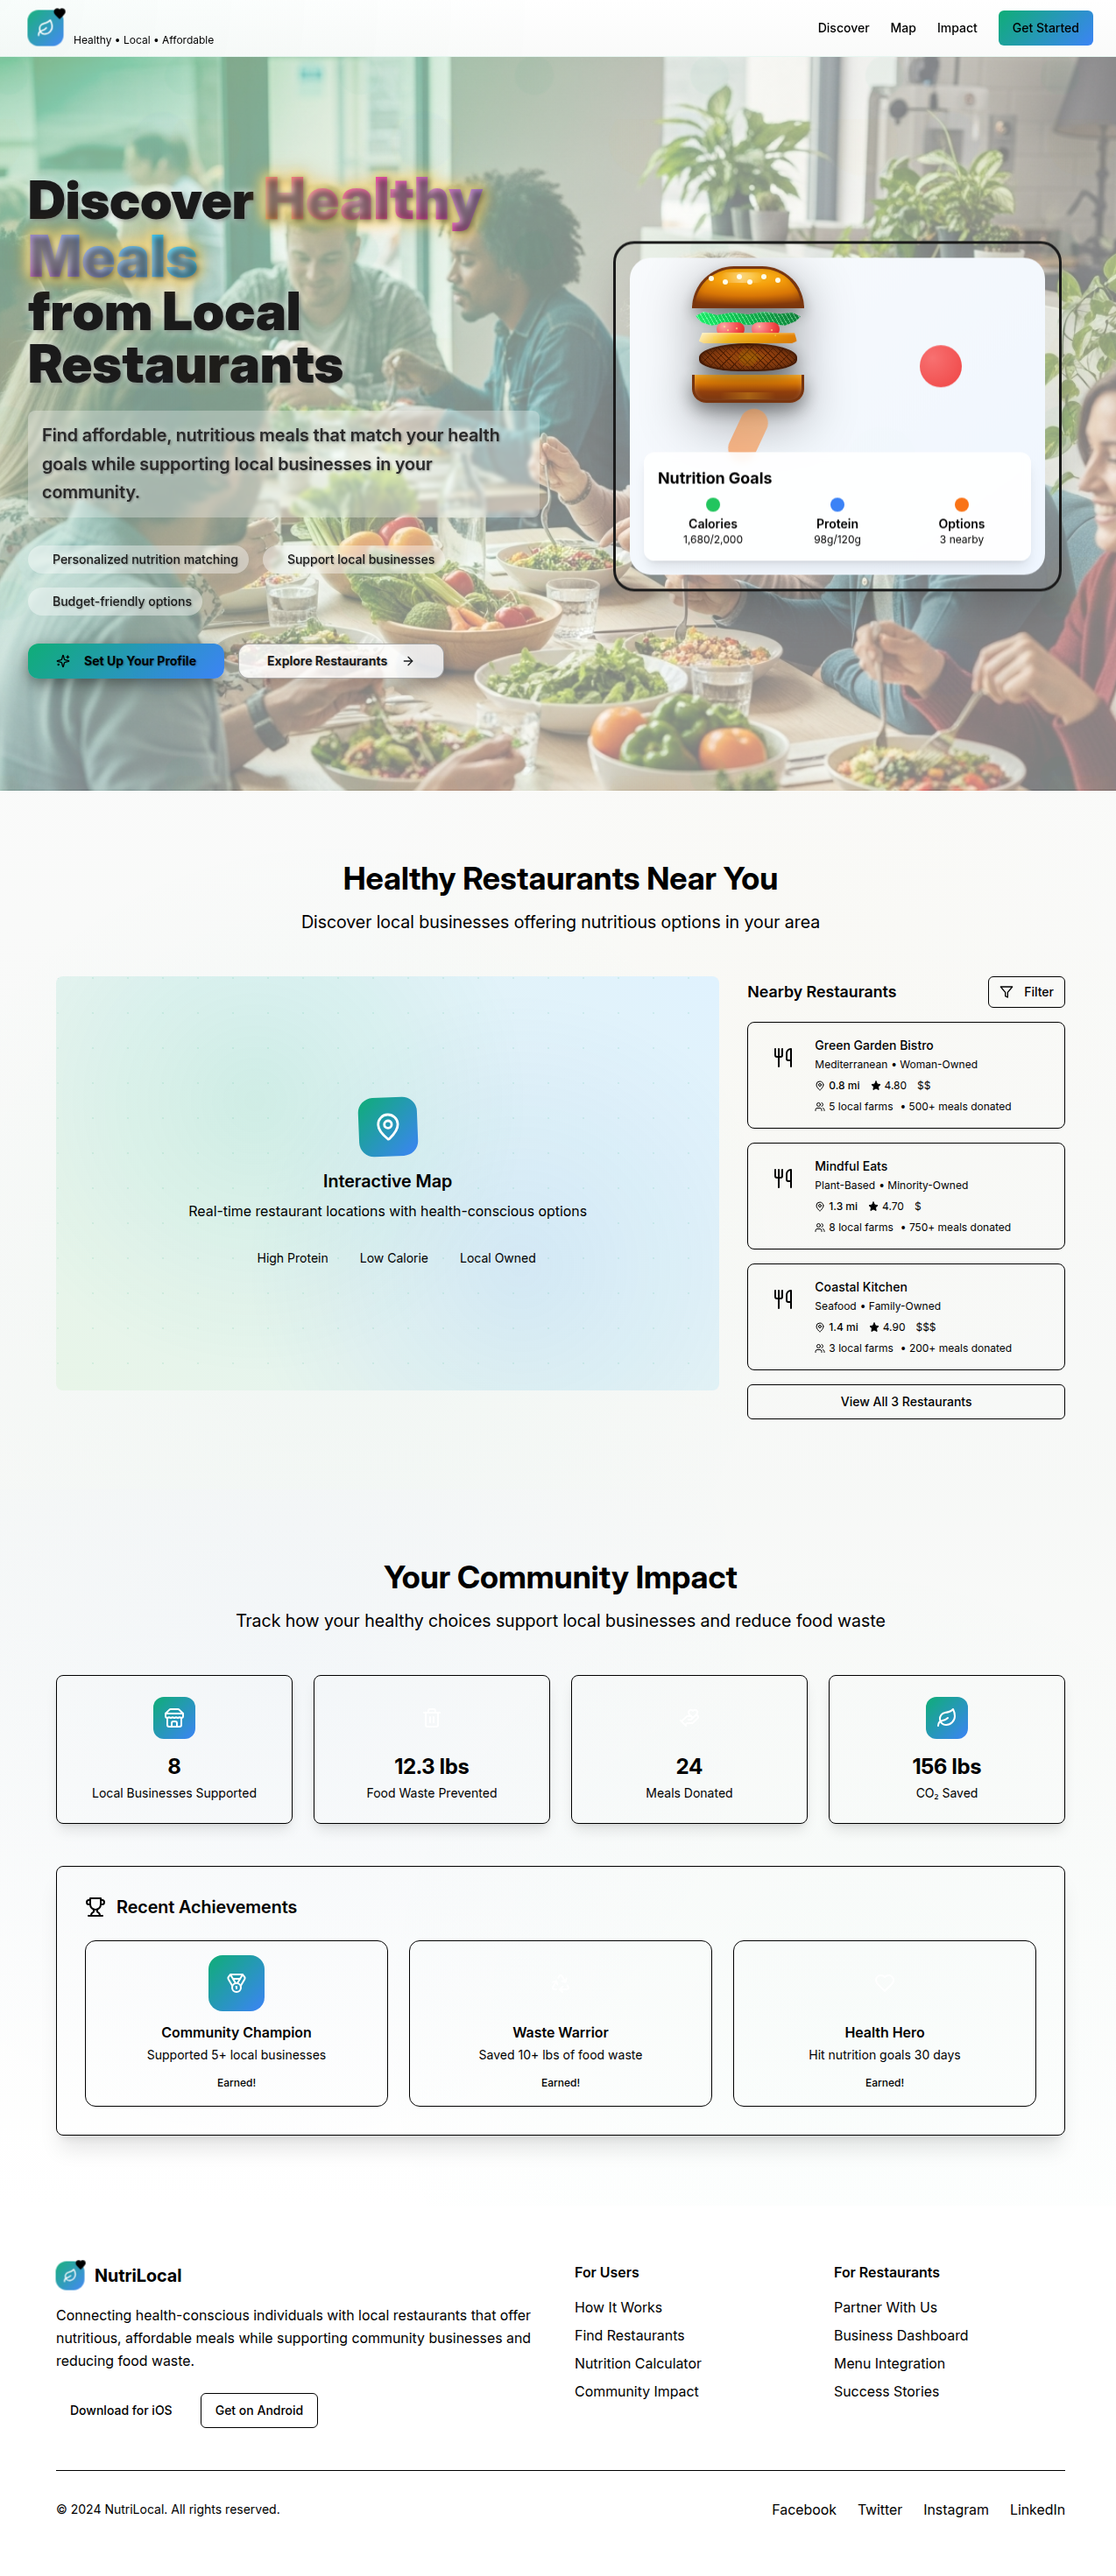 Healthy • Local • Affordable
Discover
Map
Impact
Get Started
Discover Healthy
Meals
from Local
Restaurants
Find affordable, nutritious meals that match your health
goals while supporting local businesses in your
community.
Personalized nutrition matching
Support local businesses
Budget-friendly options
Set Up Your Profile
Explore Restaurants
Nutrition Goals
Calories
1,680/2,000
Protein
98g/120g
Options
3 nearby
Healthy Restaurants Near You
Discover local businesses offering nutritious options in your area
Interactive Map
Real-time restaurant locations with health-conscious options
High Protein
Low Calorie
Local Owned
Nearby Restaurants
Filter
Green Garden Bistro
Mediterranean • Woman-Owned
0.8 mi 4.80 $$
5 local farms • 500+ meals donated
Mindful Eats
Plant-Based • Minority-Owned
1.3 mi 4.70 $
8 local farms • 750+ meals donated
Coastal Kitchen
Seafood • Family-Owned
1.4 mi 4.90 $$$
3 local farms • 200+ meals donated
View All 3 Restaurants
Your Community Impact
Track how your healthy choices support local businesses and reduce food waste
8
Local Businesses Supported
12.3 lbs
Food Waste Prevented
24
Meals Donated
156 lbs
CO₂ Saved
Recent Achievements
Community Champion
Supported 5+ local businesses
Earned!
Waste Warrior
Saved 10+ lbs of food waste
Earned!
Health Hero
Hit nutrition goals 30 days
Earned!
NutriLocal
Connecting health-conscious individuals with local restaurants that offer
nutritious, affordable meals while supporting community businesses and
reducing food waste.
Download for iOS
Get on Android
For Users
How It Works
Find Restaurants
Nutrition Calculator
Community Impact
For Restaurants
Partner With Us
Business Dashboard
Menu Integration
Success Stories
© 2024 NutriLocal. All rights reserved.
Facebook
Twitter
Instagram
LinkedIn